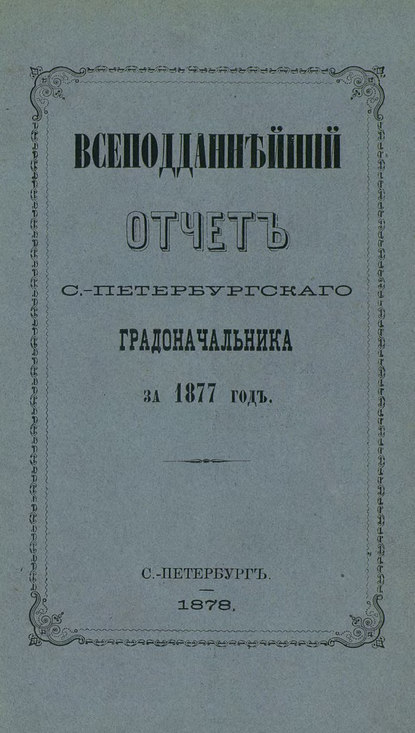 ВСЕПОДДАННѢЙШІЙ
ОТЧЕТЪ
С.-ПЕТЕРБУРГСКАГО
ГРАДОНАЧАЛЬНИКА
ЗА 1877 ГОДЪ.
С.-ПЕТЕРБУРГЪ.
1878.